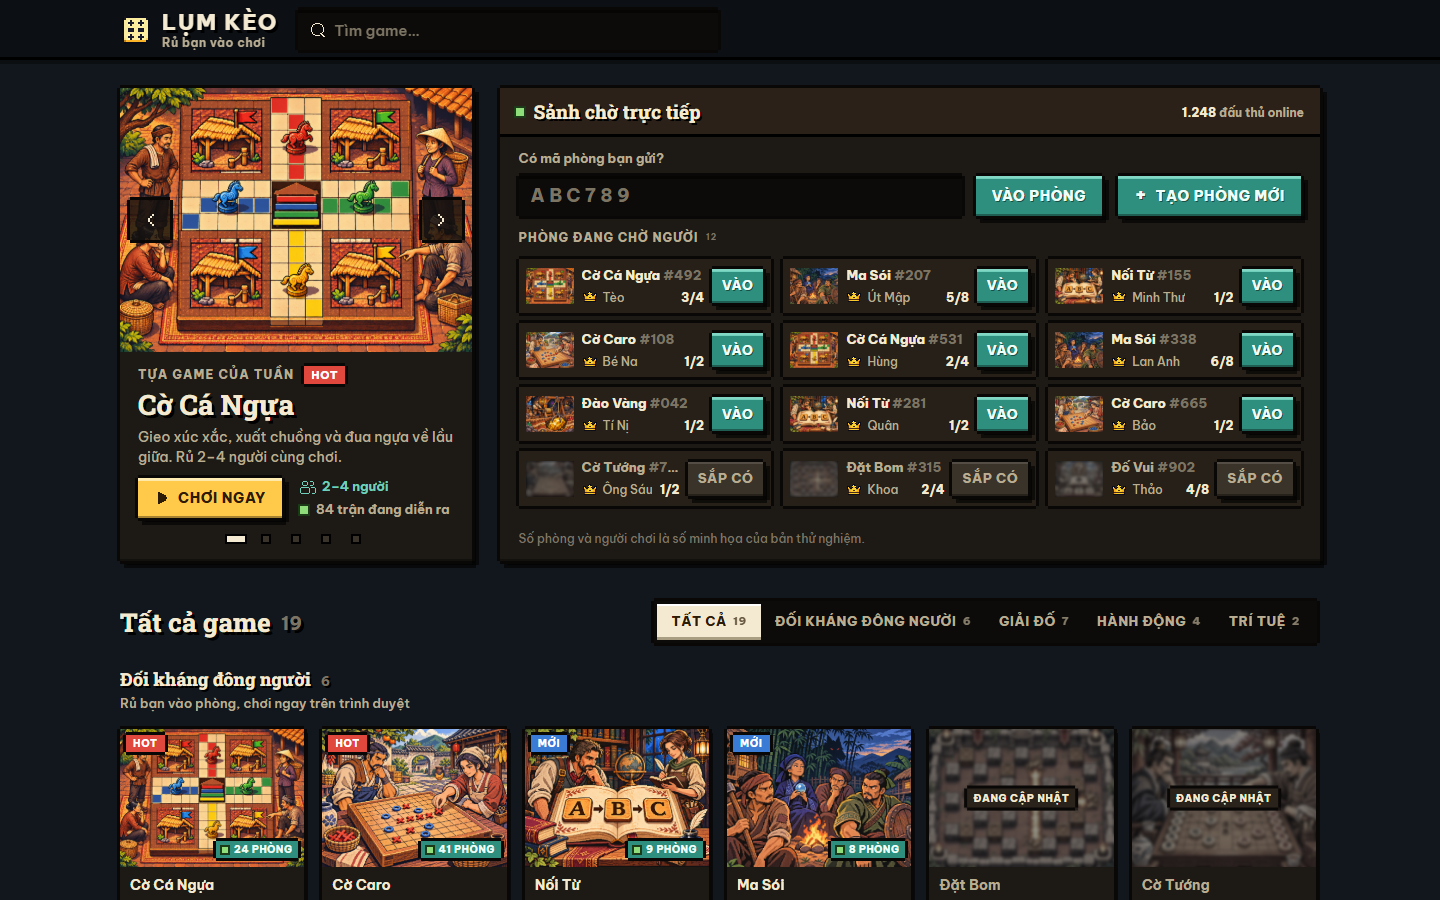 LỤM KÈO
Rủ bạn vào chơi
Tìm game...
TỰA GAME CỦA TUẦN HOT
Cờ Cá Ngựa
Gieo xúc xắc, xuất chuồng và đua ngựa về lầu
giữa. Rủ 2–4 người cùng chơi.
CHƠI NGAY
2–4 người
84 trận đang diễn ra
Sảnh chờ trực tiếp
1.248 đấu thủ online
Có mã phòng bạn gửi?
ABC789
VÀO PHÒNG
+ TẠO PHÒNG MỚI
PHÒNG ĐANG CHỜ NGƯỜI 12
Cờ Cá Ngựa #492
Tèo 3/4
VÀO
Ma Sói #207
Út Mập 5/8
VÀO
Nối Từ #155
Minh Thư 1/2
VÀO
Cờ Caro #108
Bé Na 1/2
VÀO
Cờ Cá Ngựa #531
Hùng 2/4
VÀO
Ma Sói #338
Lan Anh 6/8
VÀO
Đào Vàng #042
Tí Nị 1/2
VÀO
Nối Từ #281
Quân 1/2
VÀO
Cờ Caro #665
Bảo 1/2
VÀO
Cờ Tướng #7...
Ông Sáu 1/2
SẮP CÓ
Đặt Bom #315
Khoa 2/4
SẮP CÓ
Đố Vui #902
Thảo 4/8
SẮP CÓ
Số phòng và người chơi là số minh họa của bản thử nghiệm.
Tất cả game 19
TẤT CẢ 19
ĐỐI KHÁNG ĐÔNG NGƯỜI 6
GIẢI ĐỐ 7
HÀNH ĐỘNG 4
TRÍ TUỆ 2
Đối kháng đông người 6
Rủ bạn vào phòng, chơi ngay trên trình duyệt
HOT
24 PHÒNG
Cờ Cá Ngựa
HOT
41 PHÒNG
Cờ Caro
MỚI
A B C
9 PHÒNG
Nối Từ
MỚI
8 PHÒNG
Ma Sói
ĐANG CẬP NHẬT
Đặt Bom
ĐANG CẬP NHẬT
Cờ Tướng